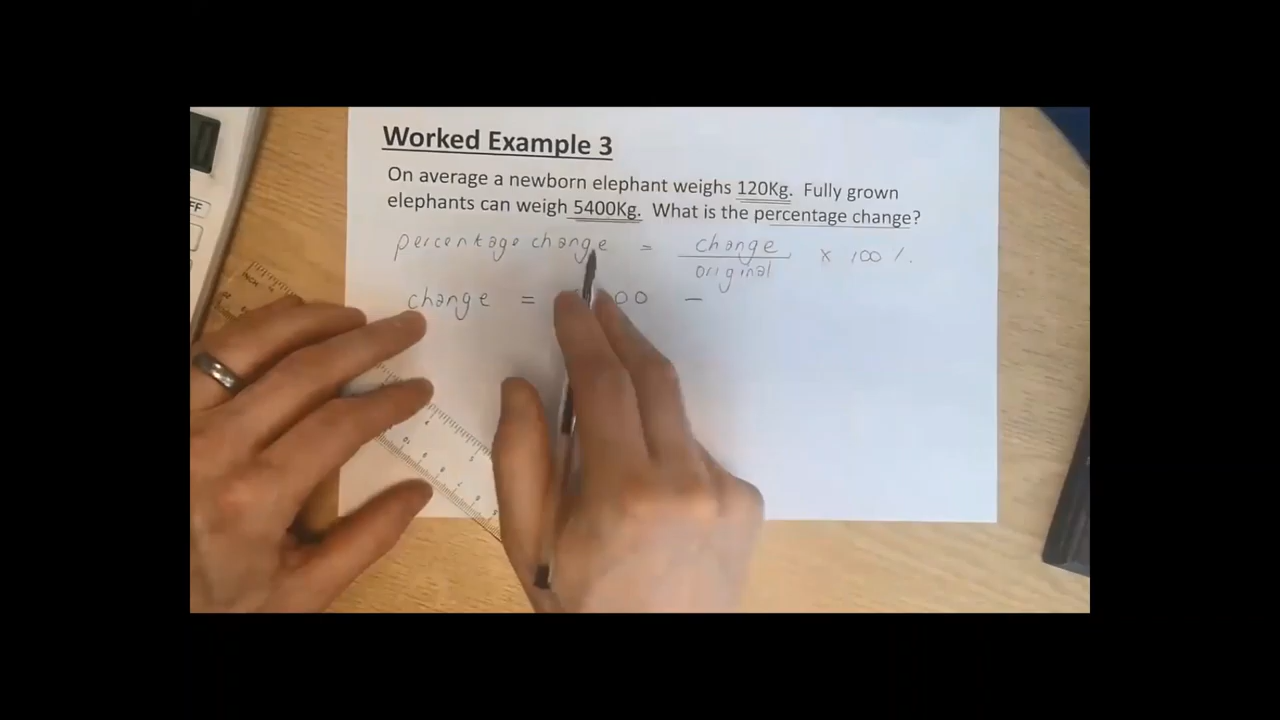 Worked Example 3
On average a newborn elephant weighs 120Kg. Fully grown
elephants can weigh 5400Kg. What is the percentage change?
percentage change = change / original × 100 %.
change = 00 –